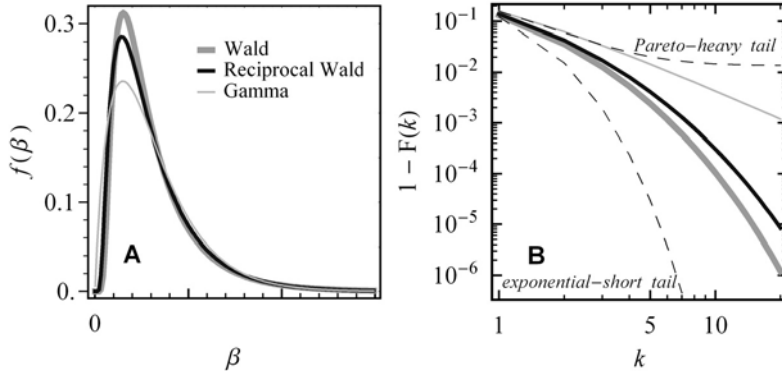 0.3
0.2
0.1
0.
0
f(β)
β
A
Wald
Reciprocal Wald
Gamma
10⁻¹
10⁻²
10⁻³
10⁻⁴
10⁻⁵
10⁻⁶
1 − F(k)
Pareto−heavy tail
B
exponential−short tail
1
5
10
k